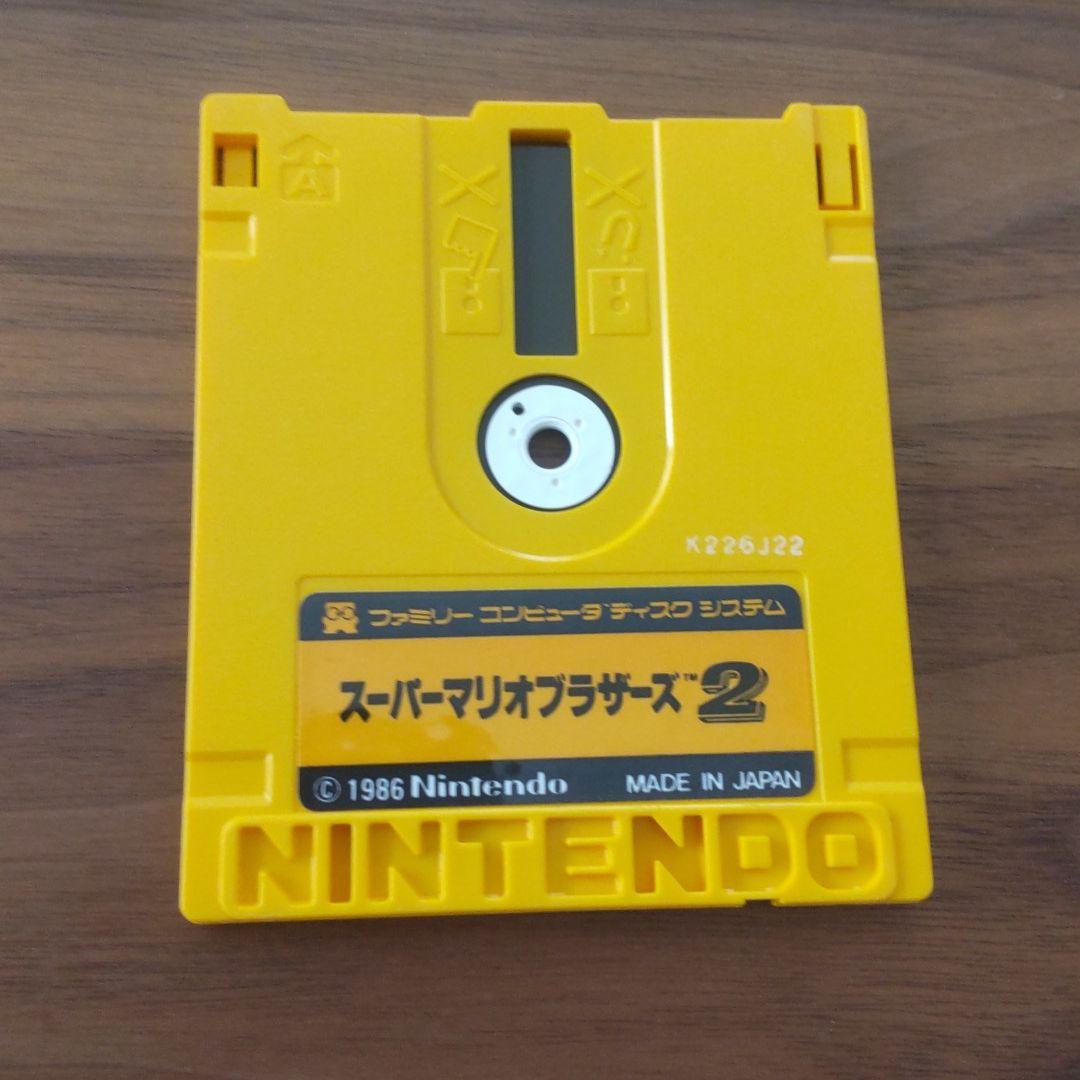 A
K226J22
ファミリー コンピュータ ディスク システム
スーパーマリオブラザーズ™2
© 1986 Nintendo MADE IN JAPAN
NINTENDO